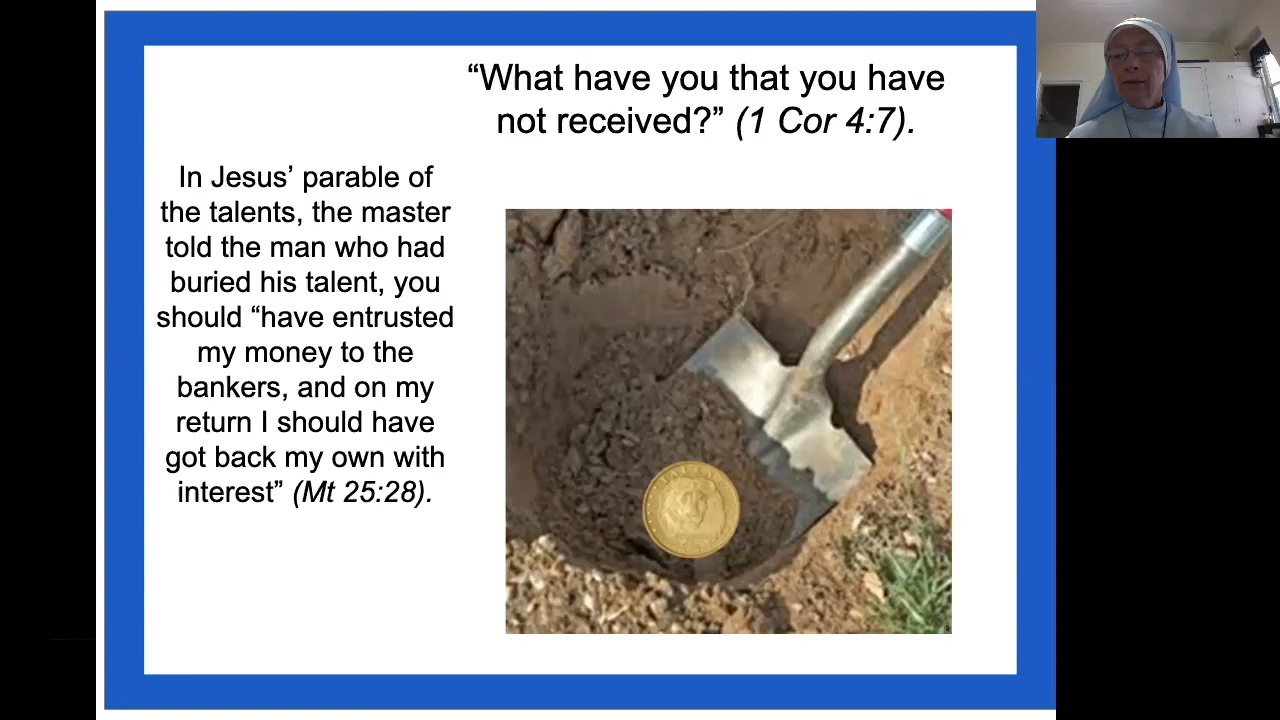 “What have you that you have
not received?” (1 Cor 4:7).
In Jesus’ parable of
the talents, the master
told the man who had
buried his talent, you
should “have entrusted
my money to the
bankers, and on my
return I should have
got back my own with
interest” (Mt 25:28).